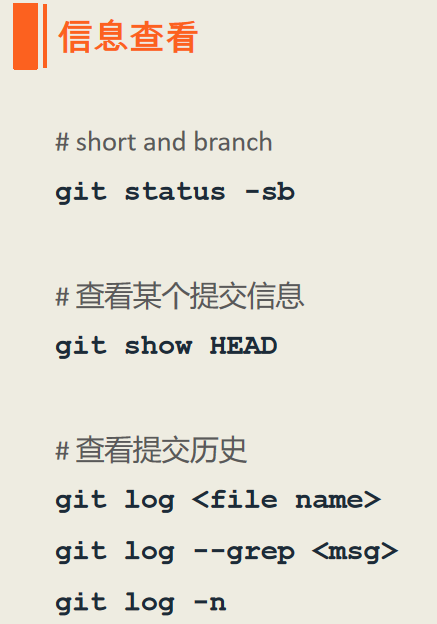 信息查看
# short and branch
git status -sb
# 查看某个提交信息
git show HEAD
# 查看提交历史
git log <file name>
git log --grep <msg>
git log -n